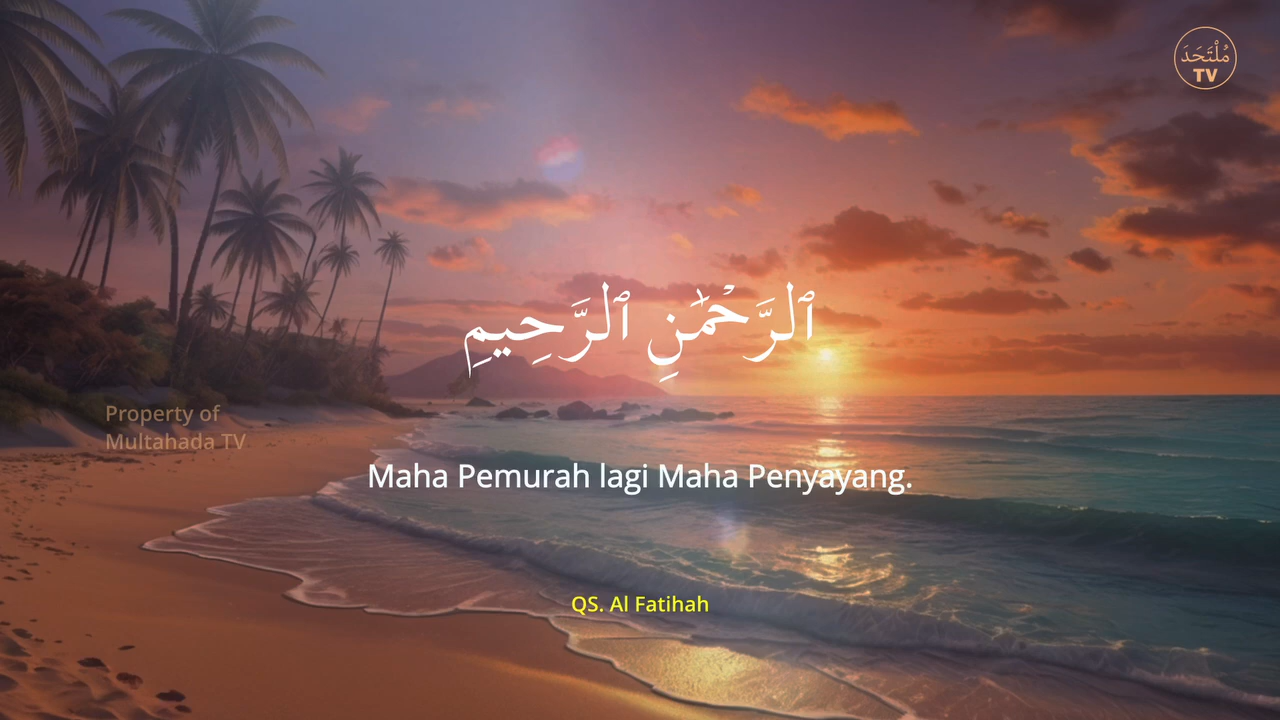 مُلْتَحَدَ
TV
ٱلرَّحْمَٰنِ ٱلرَّحِيمِ
Property of
Multahada TV
Maha Pemurah lagi Maha Penyayang.
QS. Al Fatihah